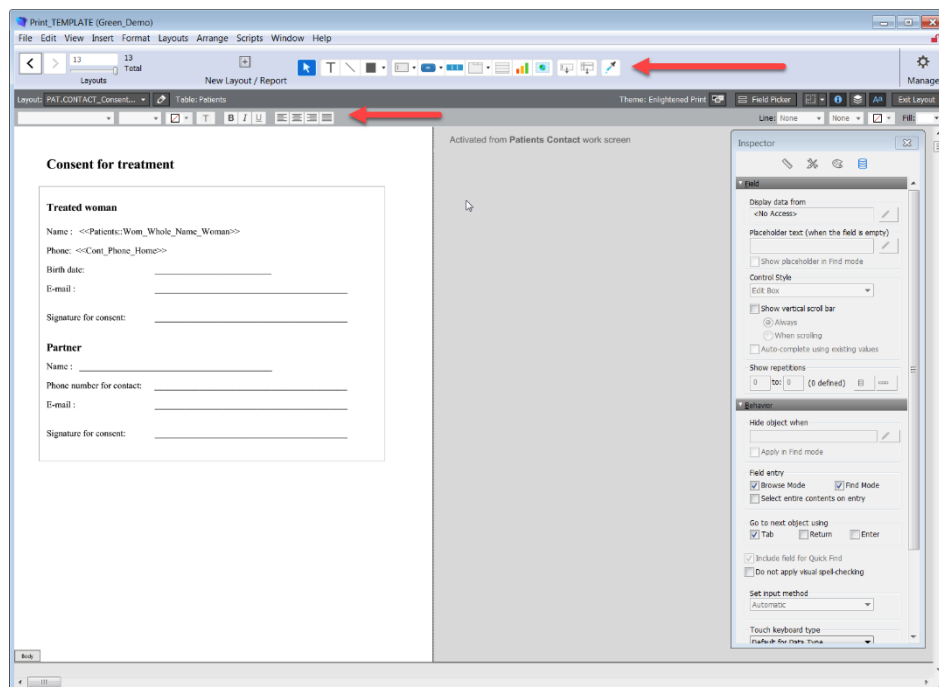 Print_TEMPLATE (Green_Demo)
File Edit View Insert Format Layouts Arrange Scripts Window Help
13 13
Total
Layouts New Layout / Report Manage
Layout: PAT.CONTACT_Consent... Table: Patients Theme: Enlightened Print Field Picker Aa Exit Layout
T B I U Line: None None Fill:
Activated from Patients Contact work screen
Consent for treatment
Treated woman
Name : <<Patients::Wom_Whole_Name_Woman>>
Phone: <<Cont_Phone_Home>>
Birth date:
E-mail :
Signature for consent:
Partner
Name :
Phone number for contact:
E-mail :
Signature for consent:
Body
Inspector
Field
Display data from
<No Access>
Placeholder text (when the field is empty)
Show placeholder in Find mode
Control Style
Edit Box
Show vertical scroll bar
Always
When scrolling
Auto-complete using existing values
Show repetitions
0 to: 0 (0 defined)
Behavior
Hide object when
Apply in Find mode
Field entry
Browse Mode Find Mode
Select entire contents on entry
Go to next object using
Tab Return Enter
Include field for Quick Find
Do not apply visual spell-checking
Set input method
Automatic
Touch keyboard type
Default for Data Type